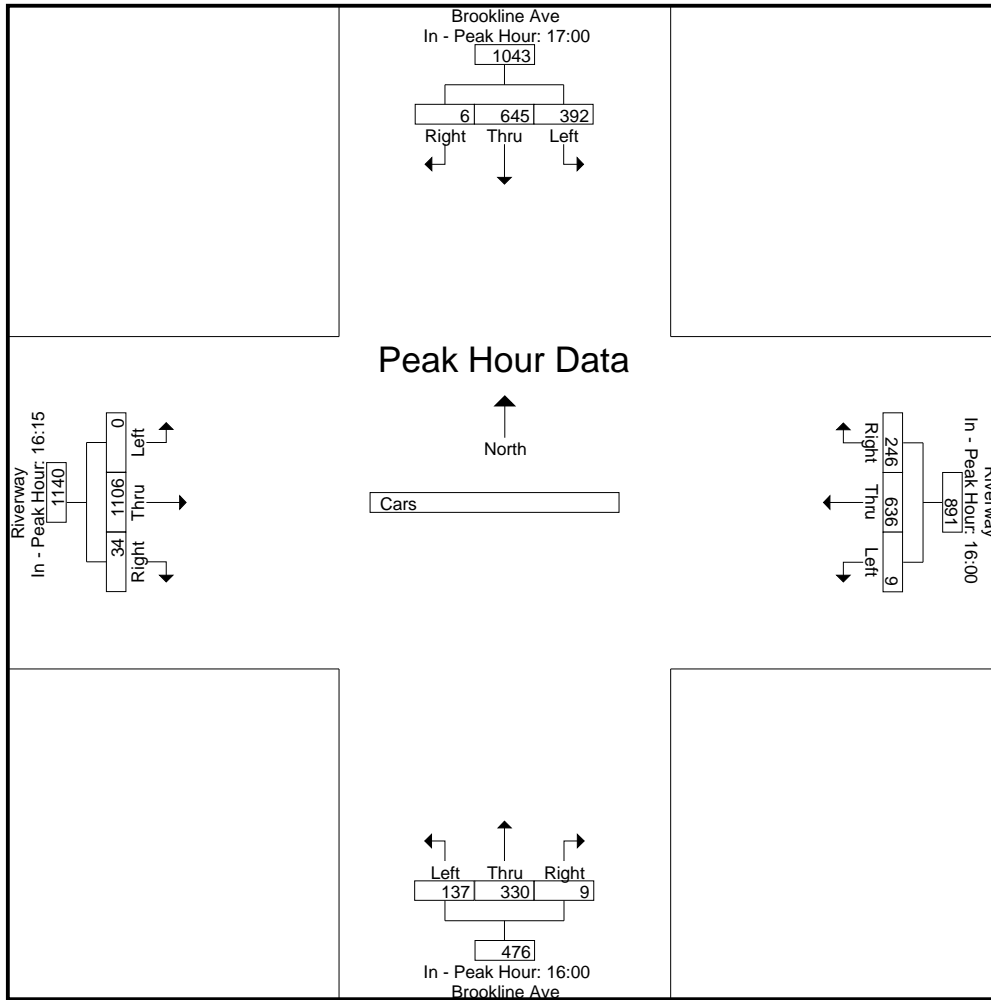 Brookline Ave
In - Peak Hour: 17:00
1043
6 645 392
Right Thru Left
Peak Hour Data
North
Cars
Riverway
In - Peak Hour: 16:15
1140
0 1106 34
Left Thru Right
Riverway
In - Peak Hour: 16:00
891
246 636 9
Right Thru Left
Left Thru Right
137 330 9
476
In - Peak Hour: 16:00
Brookline Ave